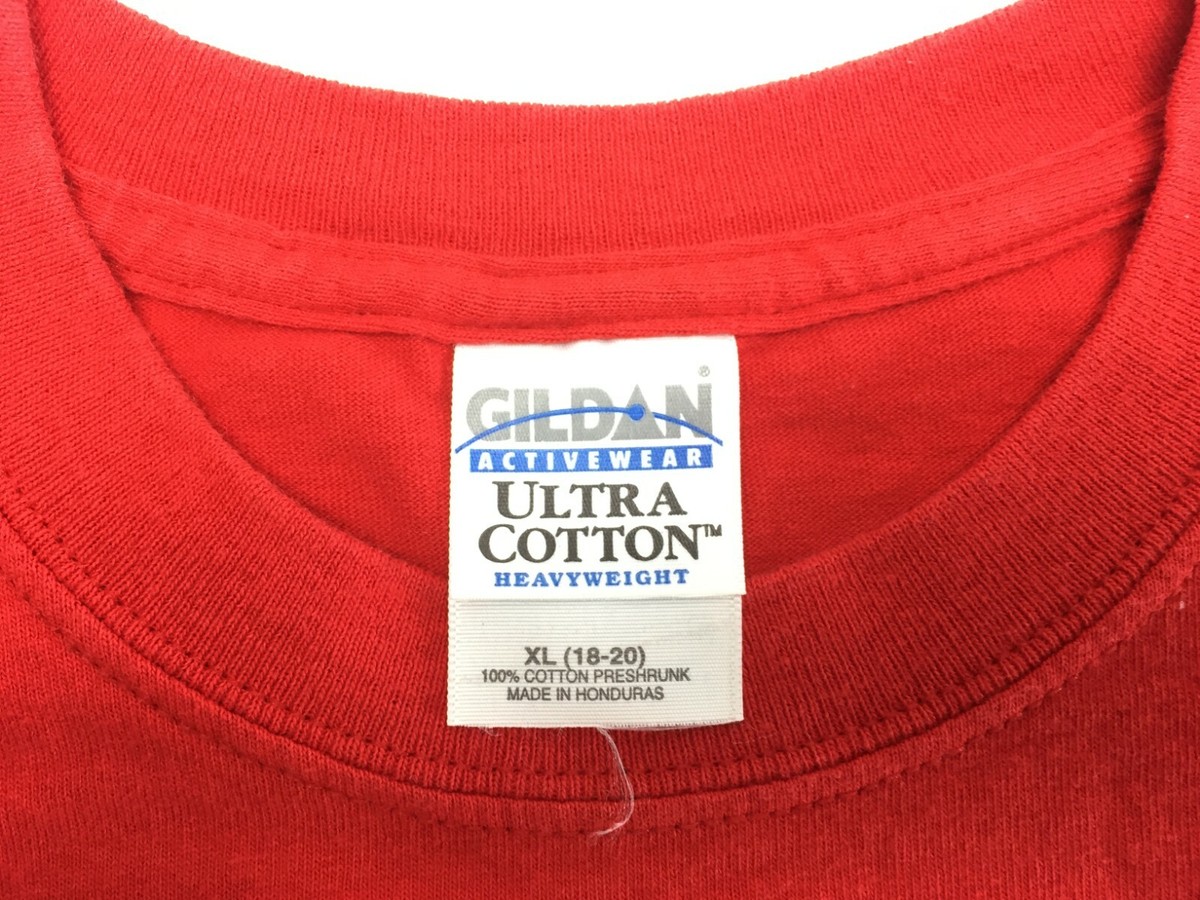 GILDAN®
ACTIVEWEAR
ULTRA
COTTON™
HEAVYWEIGHT
XL (18-20)
100% COTTON PRESHRUNK
MADE IN HONDURAS